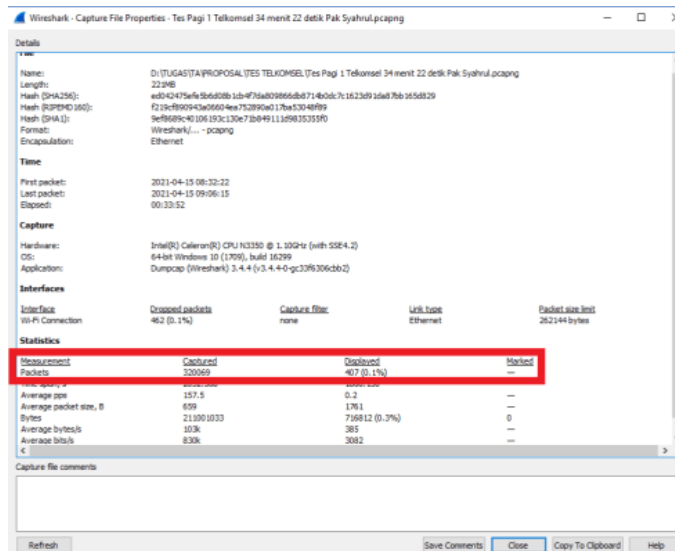 Wireshark - Capture File Properties - Tes Pagi 1 Telkomsel 34 menit 22 detik Pak Syahrul.pcapng
Details
File
Name: D:\TUGAS\TA\PROPOSAL\TES TELKOMSEL\Tes Pagi 1 Telkomsel 34 menit 22 detik Pak Syahrul.pcapng
Length: 221MB
Hash (SHA256):
Hash (RIPEMD160):
Hash (SHA1):
Format: Wireshark/... - pcapng
Encapsulation: Ethernet
Time
First packet: 2021-04-15 08:32:22
Last packet: 2021-04-15 09:06:15
Elapsed: 00:33:52
Capture
Hardware: Intel(R) Celeron(R) CPU N3350 @ 1.10GHz (with SSE4.2)
OS: 64-bit Windows 10 (1709), build 16299
Application: Dumpcap (Wireshark) 3.4.4 (v3.4.4-0-gc33f6306cbb2)
Interfaces
Interface Dropped packets Capture filter Link type Packet size limit
Wi-Fi Connection 462 (0.1%) none Ethernet 262144 bytes
Statistics
Measurement Captured Displayed Marked
Packets 320069 407 (0.1%) —
Average pps 157.5 0.2 —
Average packet size, B 659 1761 —
Bytes 211001033 716812 (0.3%) 0
Average bytes/s 103k 385 —
Average bits/s 830k 3082 —
Capture file comments
Refresh Save Comments Close Copy To Clipboard Help